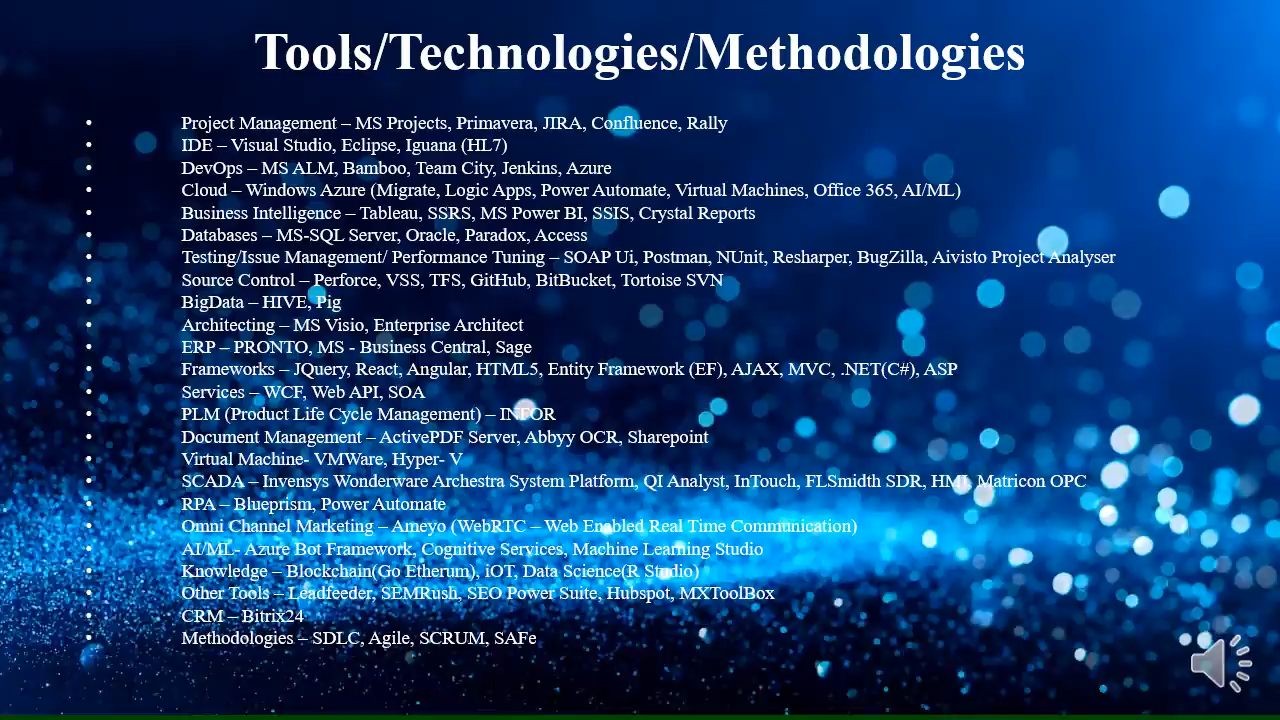 Tools/Technologies/Methodologies
• Project Management – MS Projects, Primavera, JIRA, Confluence, Rally
• IDE – Visual Studio, Eclipse, Iguana (HL7)
• DevOps – MS ALM, Bamboo, Team City, Jenkins, Azure
• Cloud – Windows Azure (Migrate, Logic Apps, Power Automate, Virtual Machines, Office 365, AI/ML)
• Business Intelligence – Tableau, SSRS, MS Power BI, SSIS, Crystal Reports
• Databases – MS-SQL Server, Oracle, Paradox, Access
• Testing/Issue Management/ Performance Tuning – SOAP Ui, Postman, NUnit, Resharper, BugZilla, Aivisto Project Analyser
• Source Control – Perforce, VSS, TFS, GitHub, BitBucket, Tortoise SVN
• BigData – HIVE, Pig
• Architecting – MS Visio, Enterprise Architect
• ERP – PRONTO, MS - Business Central, Sage
• Frameworks – JQuery, React, Angular, HTML5, Entity Framework (EF), AJAX, MVC, .NET(C#), ASP
• Services – WCF, Web API, SOA
• PLM (Product Life Cycle Management) – INFOR
• Document Management – ActivePDF Server, Abbyy OCR, Sharepoint
• Virtual Machine- VMWare, Hyper- V
• SCADA – Invensys Wonderware Archestra System Platform, QI Analyst, InTouch, FLSmidth SDR, HMI, Matricon OPC
• RPA – Blueprism, Power Automate
• Omni Channel Marketing – Ameyo (WebRTC – Web Enabled Real Time Communication)
• AI/ML- Azure Bot Framework, Cognitive Services, Machine Learning Studio
• Knowledge – Blockchain(Go Etherum), iOT, Data Science(R Studio)
• Other Tools – Leadfeeder, SEMRush, SEO Power Suite, Hubspot, MXToolBox
• CRM – Bitrix24
• Methodologies – SDLC, Agile, SCRUM, SAFe